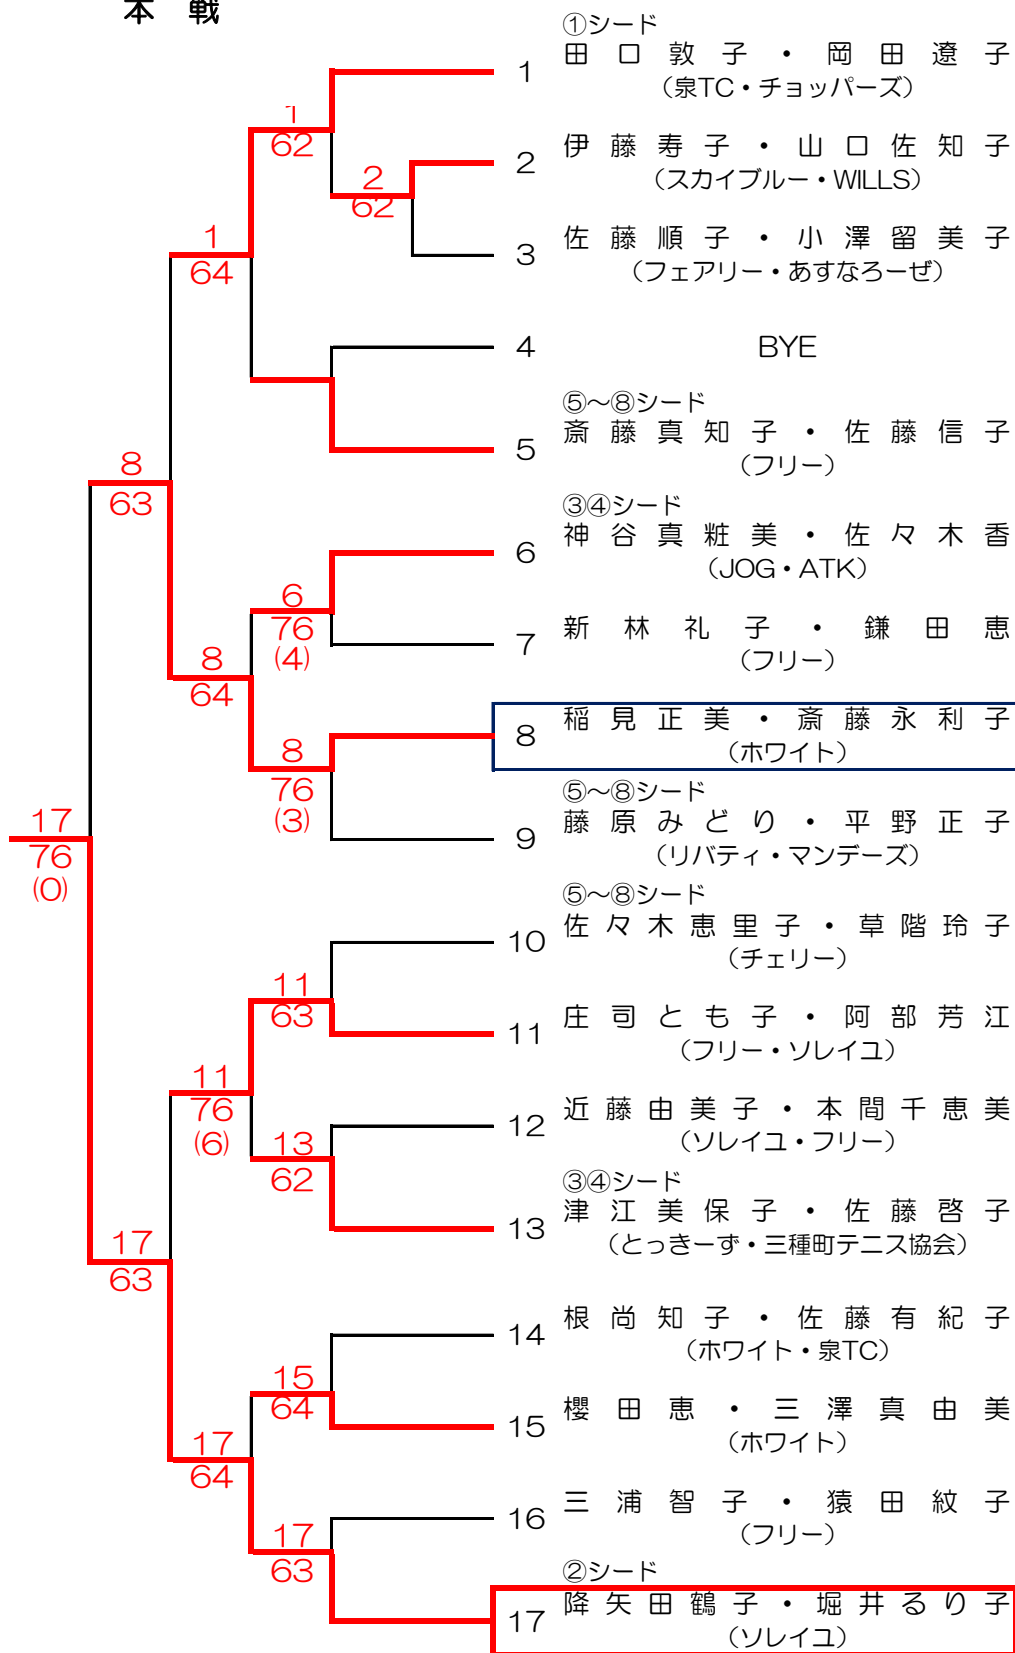 本 戦
①シード
1 田口敦子・岡田遼子
（泉TC・チョッパーズ）
1
62
2 伊藤寿子・山口佐知子
（スカイブルー・WILLS）
2
62
3 佐藤順子・小澤留美子
（フェアリー・あすなろーぜ）
1
64
4 BYE
⑤～⑧シード
5 斎藤真知子・佐藤信子
（フリー）
8
63
③④シード
6 神谷真粧美・佐々木香
（JOG・ATK）
6
76
(4)
7 新林礼子・鎌田恵
（フリー）
8
64
8 稲見正美・斎藤永利子
（ホワイト）
8
76
(3)
⑤～⑧シード
9 藤原みどり・平野正子
（リバティ・マンデーズ）
17
76
(0)
⑤～⑧シード
10 佐々木恵里子・草階玲子
（チェリー）
11
63
11 庄司とも子・阿部芳江
（フリー・ソレイユ）
11
76
(6)
12 近藤由美子・本間千恵美
（ソレイユ・フリー）
13
62
③④シード
13 津江美保子・佐藤啓子
（とっきーず・三種町テニス協会）
17
63
14 根尚知子・佐藤有紀子
（ホワイト・泉TC）
15
64
15 櫻田恵・三澤真由美
（ホワイト）
17
64
16 三浦智子・猿田紋子
（フリー）
17
63
②シード
17 降矢田鶴子・堀井るり子
（ソレイユ）